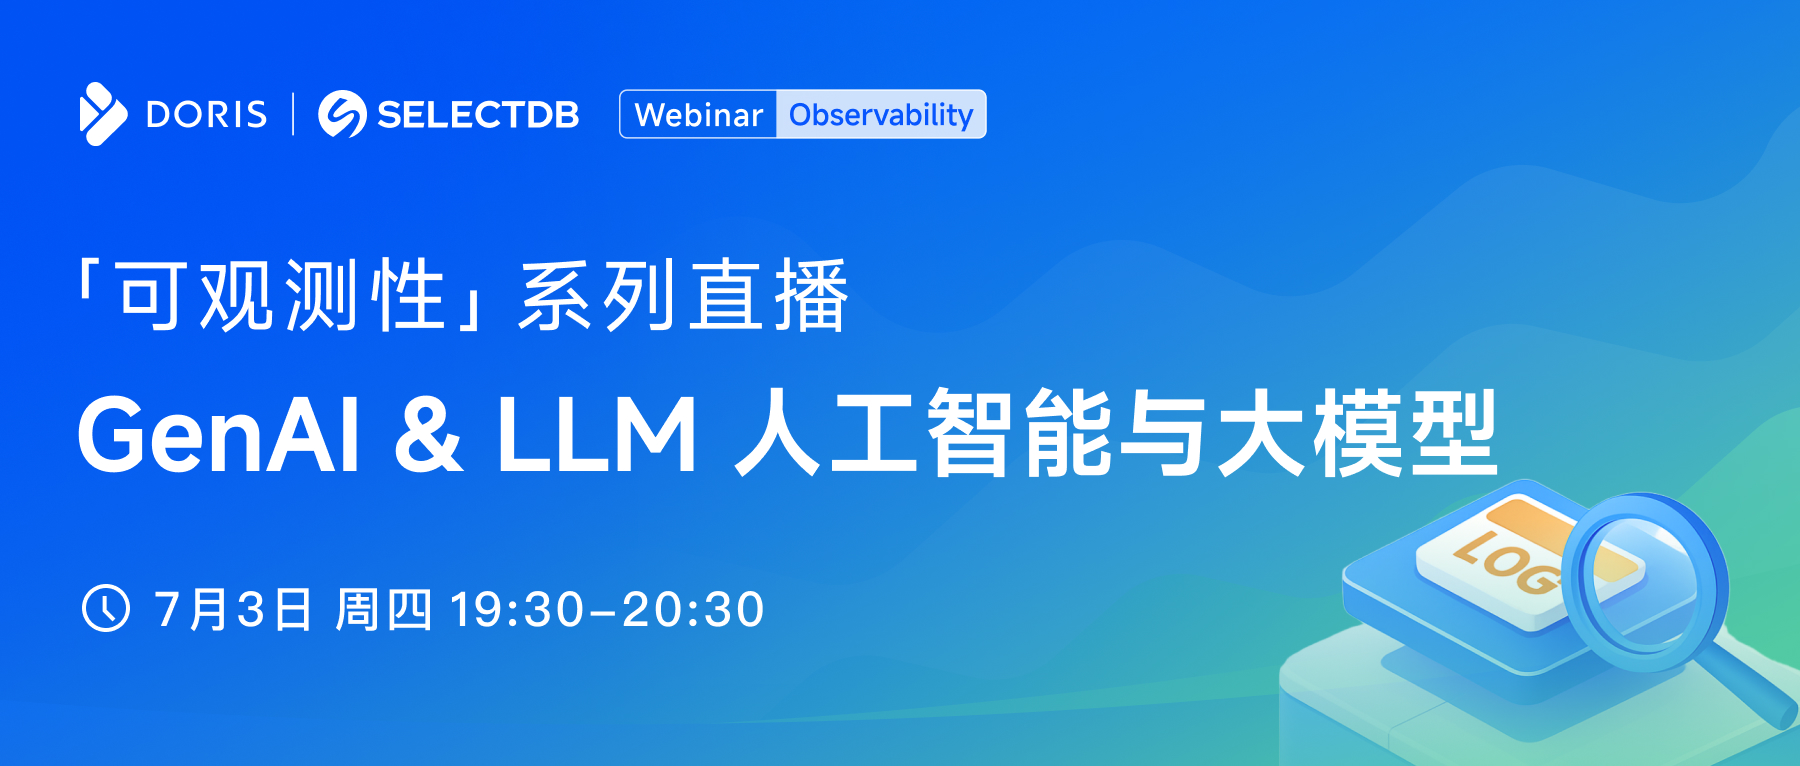 DORIS | SELECTDB Webinar Observability
「可观测性」系列直播
GenAI & LLM 人工智能与大模型
7月3日 周四 19:30-20:30
LOG